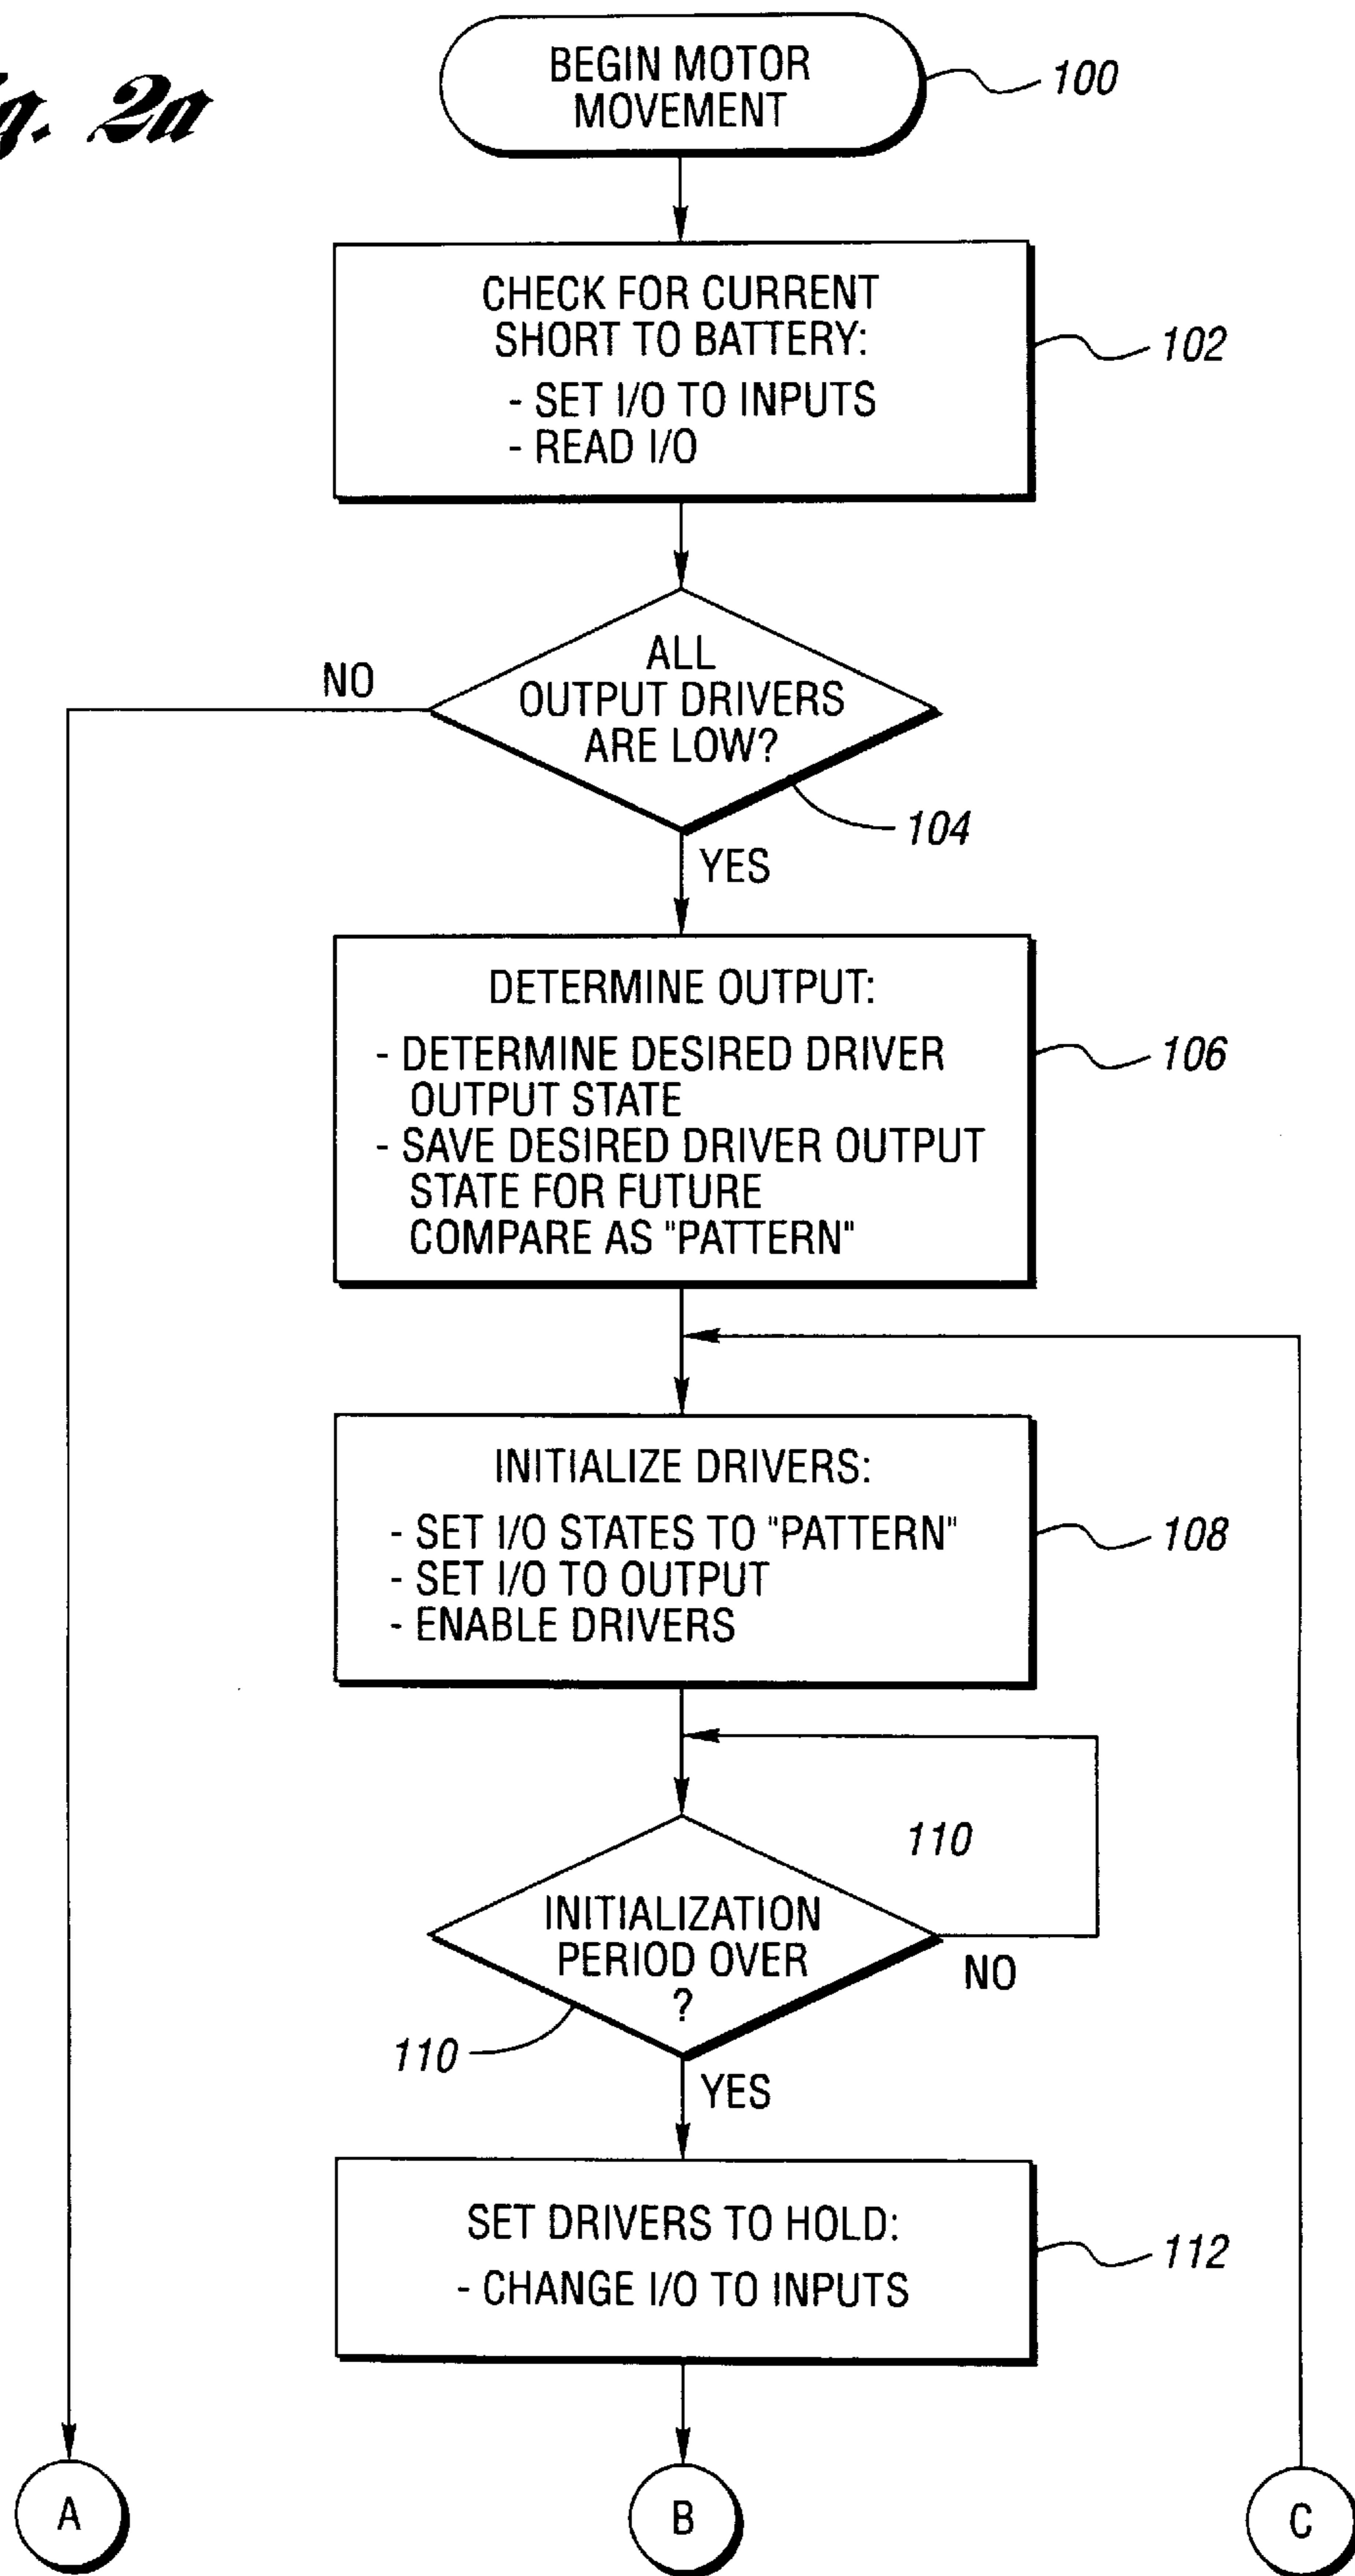 2a
BEGIN MOTOR
MOVEMENT
100
CHECK FOR CURRENT
SHORT TO BATTERY:
- SET I/O TO INPUTS
- READ I/O
102
NO
ALL
OUTPUT DRIVERS
ARE LOW?
104
YES
DETERMINE OUTPUT:
- DETERMINE DESIRED DRIVER
OUTPUT STATE
- SAVE DESIRED DRIVER OUTPUT
STATE FOR FUTURE
COMPARE AS "PATTERN"
106
INITIALIZE DRIVERS:
- SET I/O STATES TO "PATTERN"
- SET I/O TO OUTPUT
- ENABLE DRIVERS
108
110
INITIALIZATION
PERIOD OVER
?
NO
110
YES
SET DRIVERS TO HOLD:
- CHANGE I/O TO INPUTS
112
A
B
C